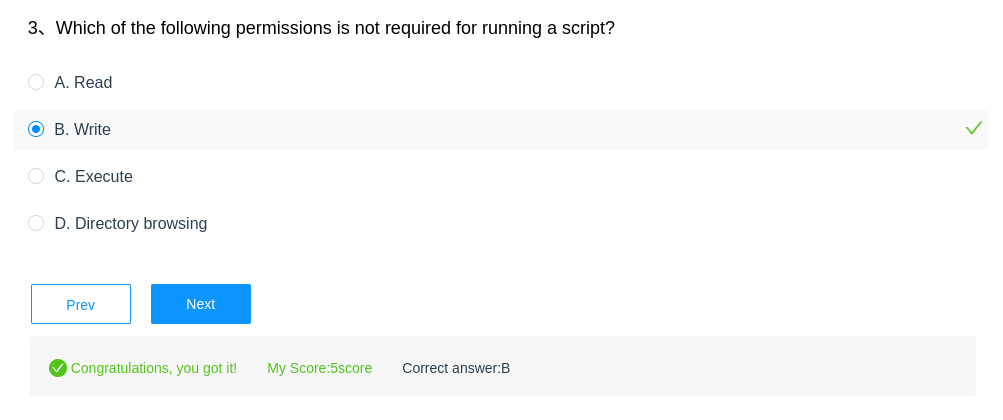 3、Which of the following permissions is not required for running a script?
A. Read
B. Write
C. Execute
D. Directory browsing
Prev Next
Congratulations, you got it! My Score:5score Correct answer:B